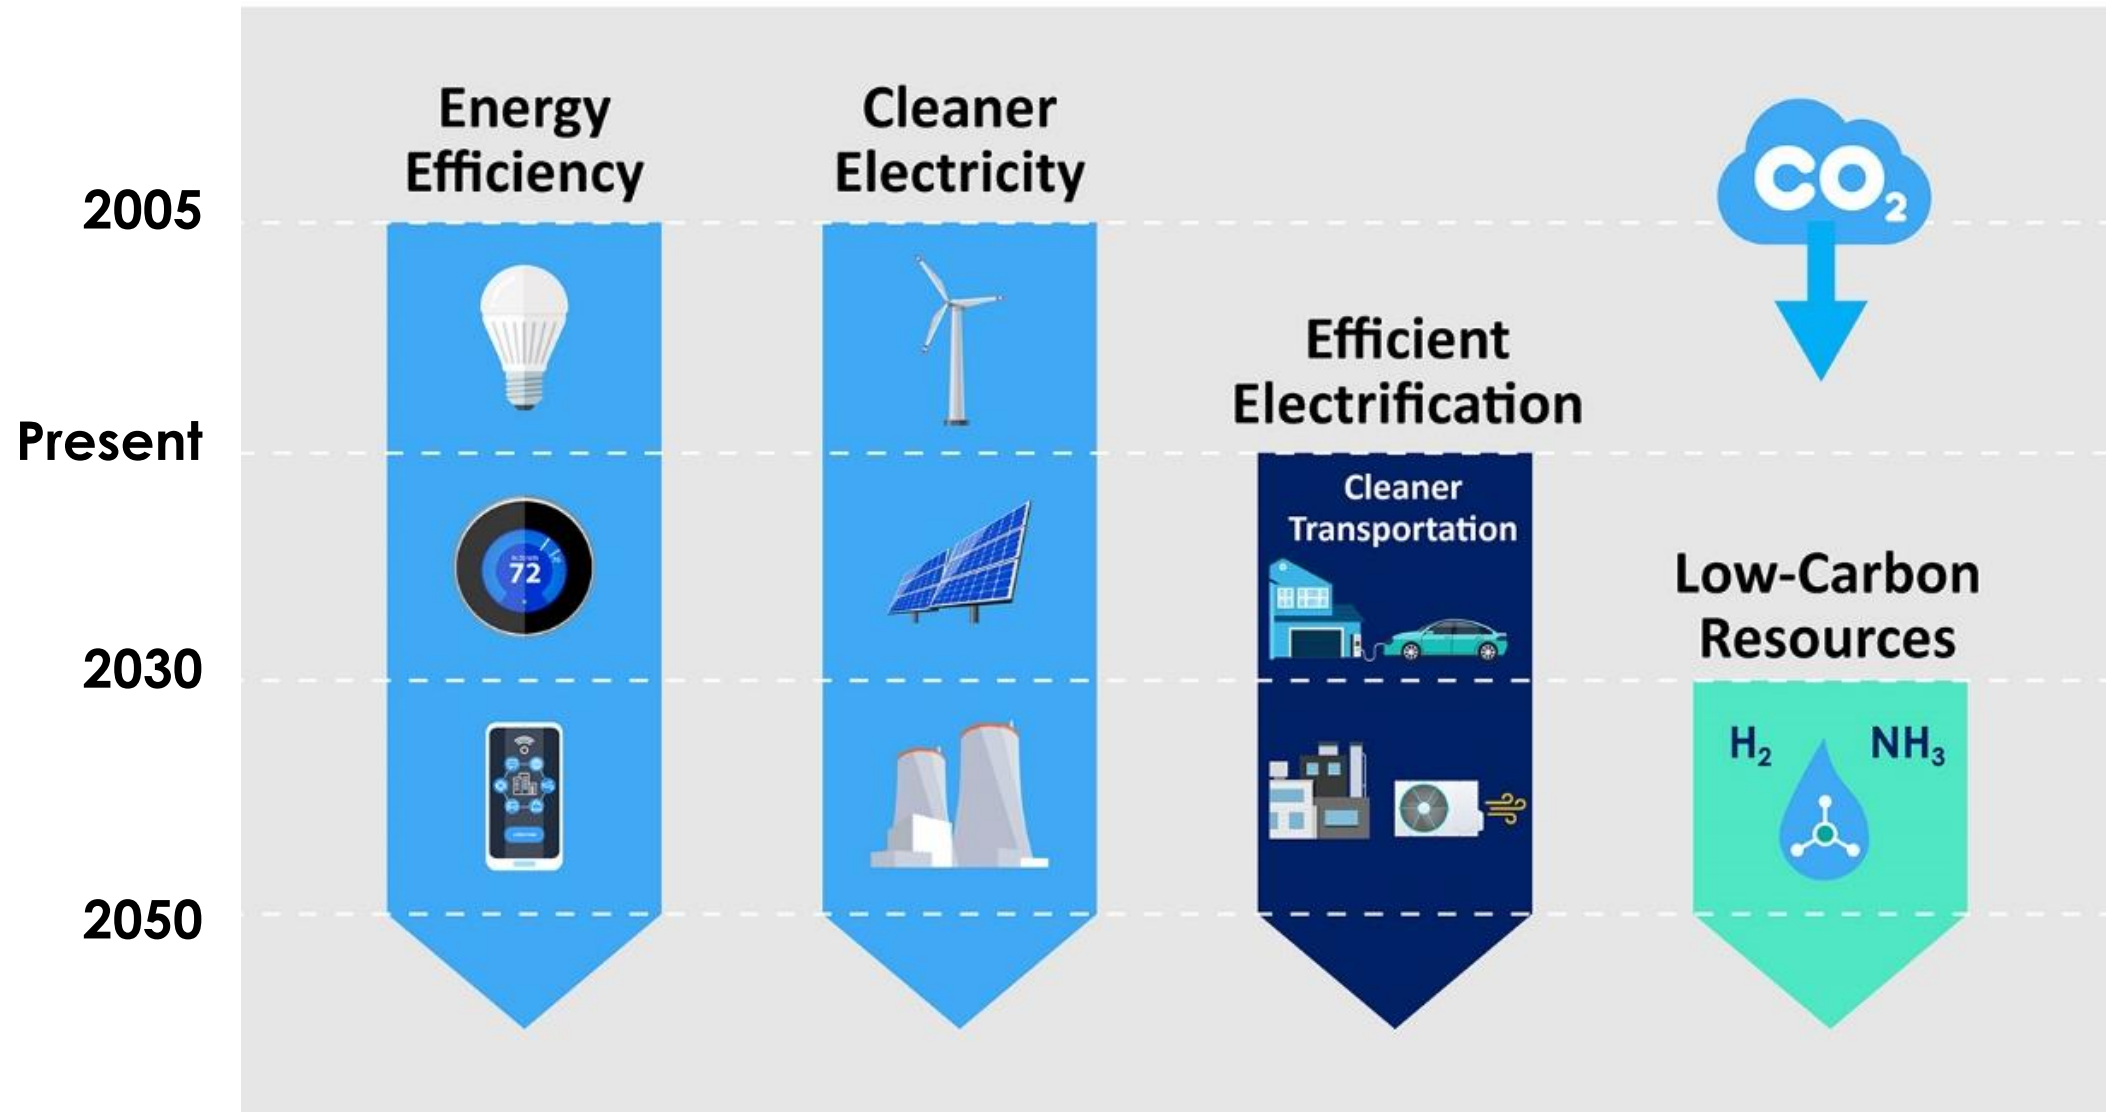 Energy
Efficiency
Cleaner
Electricity
CO₂
2005
Efficient
Electrification
Present
Cleaner
Transportation
72
Low-Carbon
Resources
2030
H₂
NH₃
2050